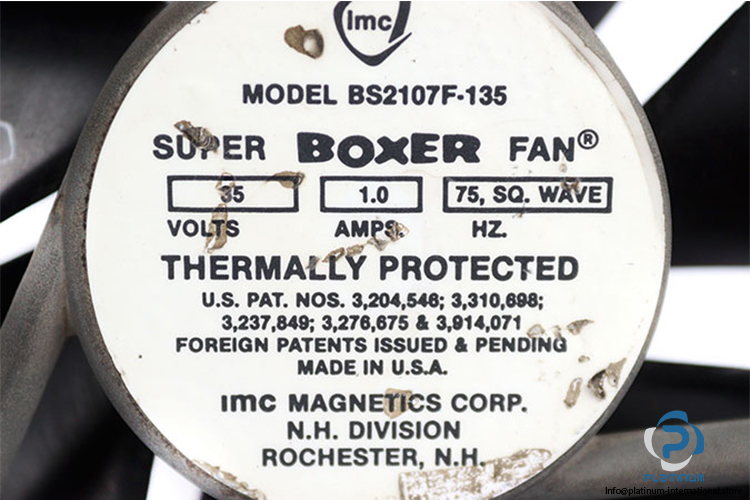 imc
MODEL BS2107F-135
SUPER BOXER FAN®
35 1.0 75, SQ. WAVE
VOLTS AMPS. HZ.
THERMALLY PROTECTED
U.S. PAT. NOS. 3,204,546; 3,310,698;
3,237,849; 3,276,675 & 3,914,071
FOREIGN PATENTS ISSUED & PENDING
MADE IN U.S.A.
imc MAGNETICS CORP.
N.H. DIVISION
ROCHESTER, N.H.
PLATINUM